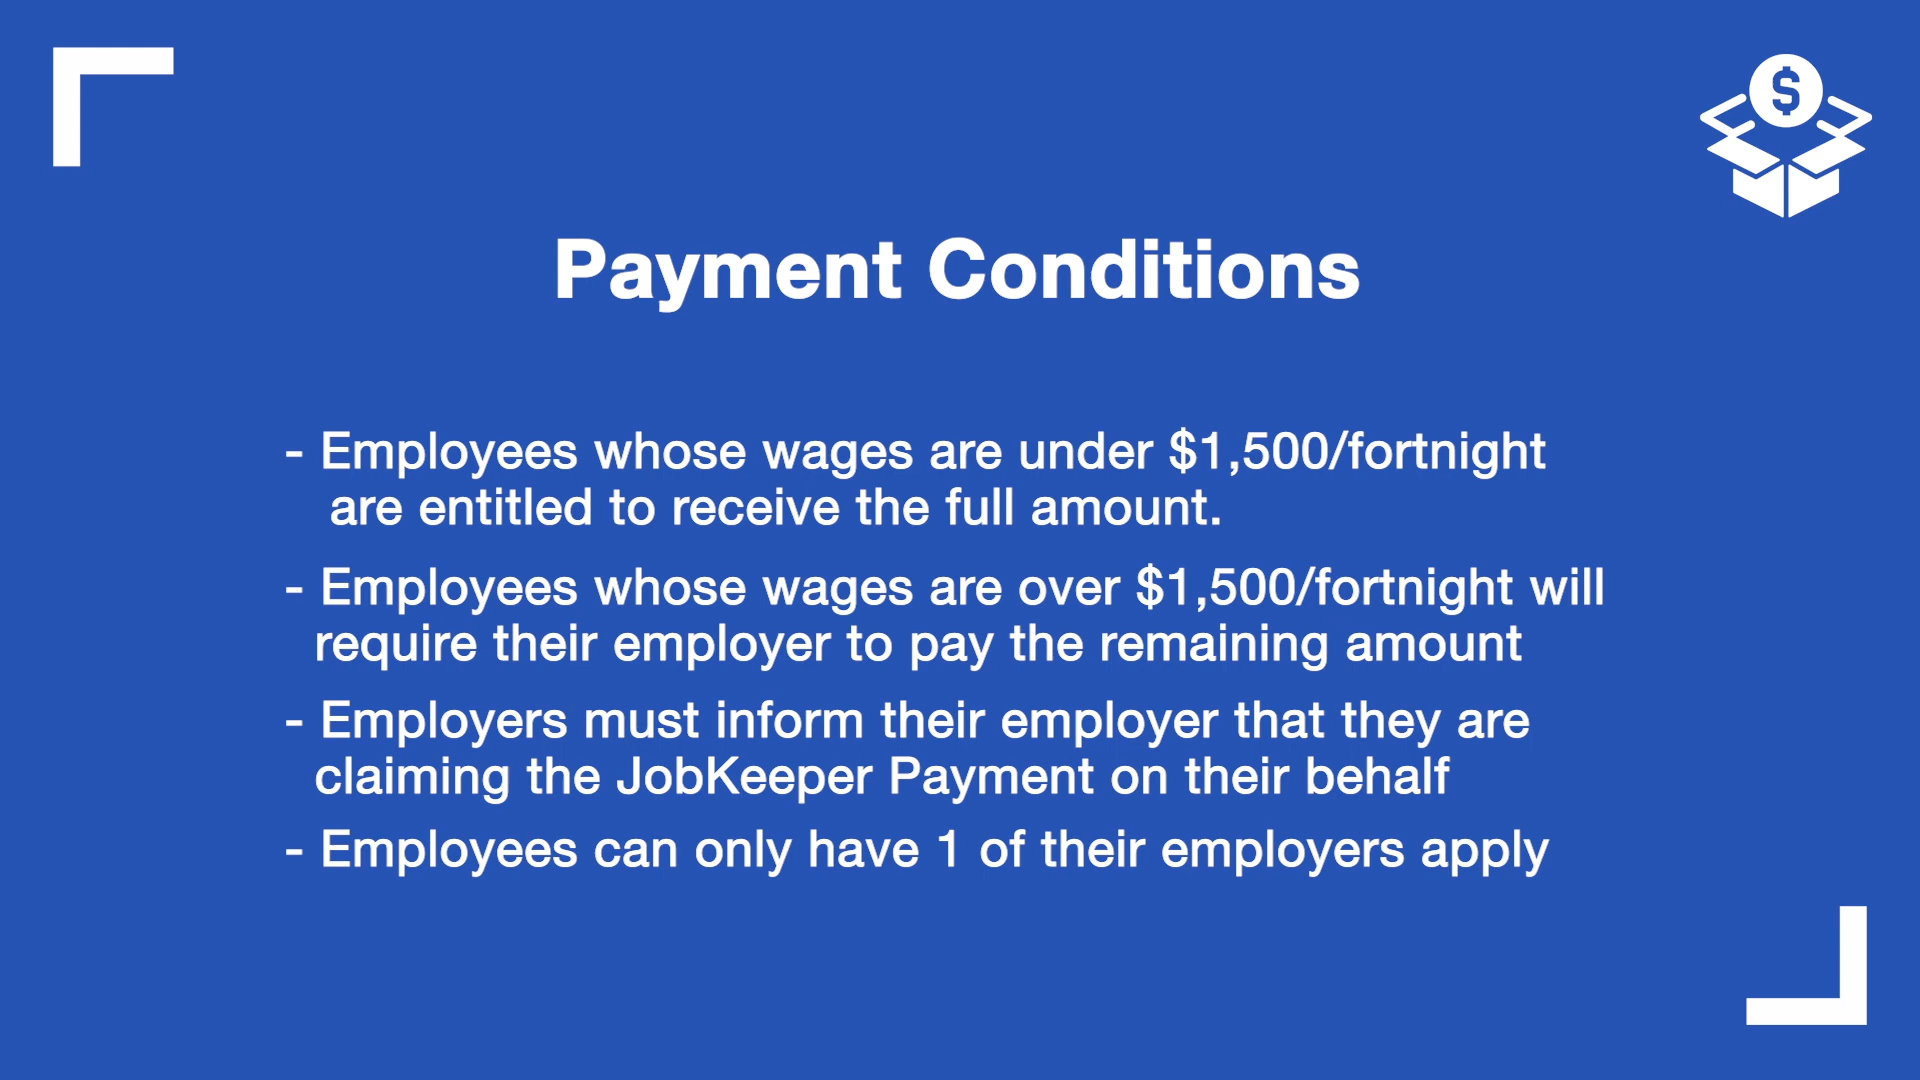 $
Payment Conditions
- Employees whose wages are under $1,500/fortnight
are entitled to receive the full amount.
- Employees whose wages are over $1,500/fortnight will
require their employer to pay the remaining amount
- Employers must inform their employer that they are
claiming the JobKeeper Payment on their behalf
- Employees can only have 1 of their employers apply